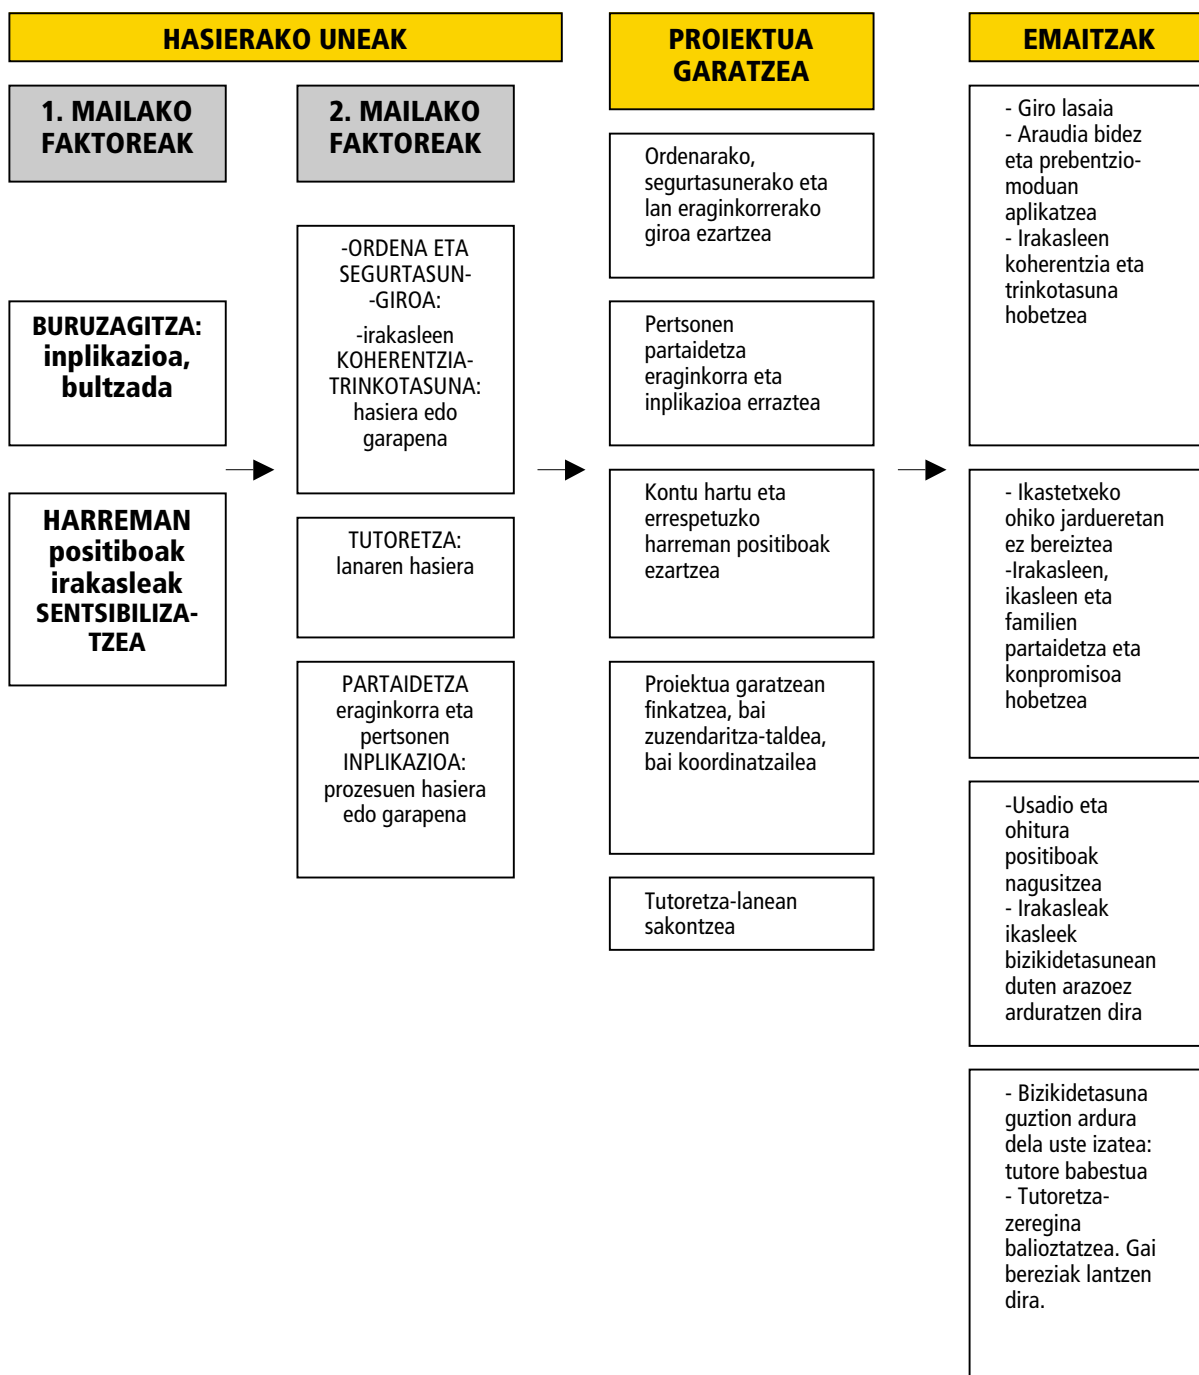 HASIERAKO UNEAK
1. MAILAKO
FAKTOREAK
BURUZAGITZA:
inplikazioa,
bultzada
HARREMAN
positiboak
irakasleak
SENTSIBILIZA-
TZEA
2. MAILAKO
FAKTOREAK
-ORDENA ETA
SEGURTASUN-
-GIROA:
-irakasleen
KOHERENTZIA-
TRINKOTASUNA:
hasiera edo
garapena
TUTORETZA:
lanaren hasiera
PARTAIDETZA
eraginkorra eta
pertsonen
INPLIKAZIOA:
prozesuen hasiera
edo garapena
PROIEKTUA
GARATZEA
Ordenarako,
segurtasunerako eta
lan eraginkorrerako
giroa ezartzea
Pertsonen
partaidetza
eraginkorra eta
inplikazioa erraztea
Kontu hartu eta
errespetuzko
harreman positiboak
ezartzea
Proiektua garatzean
finkatzea, bai
zuzendaritza-taldea,
bai koordinatzailea
Tutoretza-lanean
sakontzea
EMAITZAK
- Giro lasaia
- Araudia bidez
eta prebentzio-
moduan
aplikatzea
- Irakasleen
koherentzia eta
trinkotasuna
hobetzea
- Ikastetxeko
ohiko jardueretan
ez bereiztea
-Irakasleen,
ikasleen eta
familien
partaidetza eta
konpromisoa
hobetzea
-Usadio eta
ohitura
positiboak
nagusitzea
- Irakasleak
ikasleek
bizikidetasunean
duten arazoez
arduratzen dira
- Bizikidetasuna
guztion ardura
dela uste izatea:
tutore babestua
- Tutoretza-
zeregina
balioztatzea. Gai
bereziak lantzen
dira.